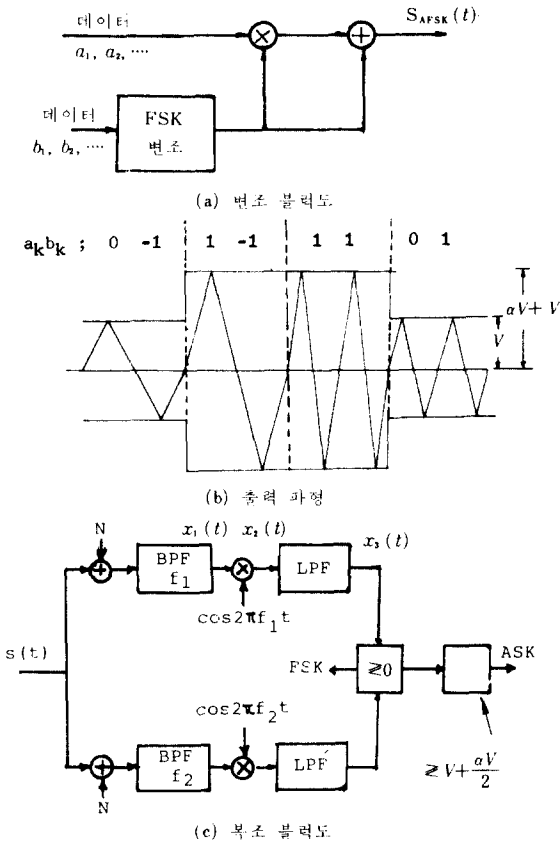 데이터
a₁, a₂, ····
S_AFSK(t)
데이터
b₁, b₂, ····
FSK
변조
(a) 변조 블럭도
a_k b_k ; 0 -1 1 -1 1 1 0 1
V
αV+V
(b) 출력 파형
N
x₁(t) x₂(t) x₃(t)
BPF
f₁
LPF
cos2πf₁t
s(t)
FSK
≷0
ASK
cos2πf₂t
BPF
f₂
LPF
N
≷V+αV/2
(c) 복조 블럭도